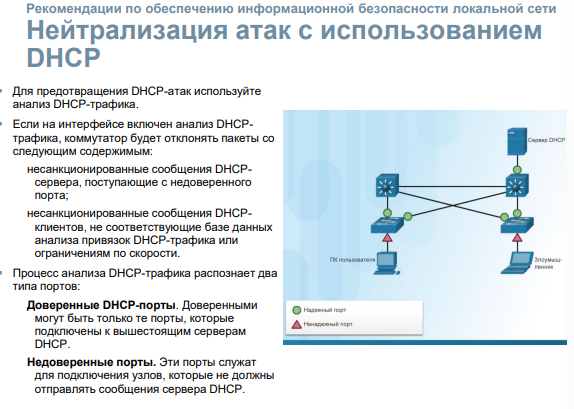 Рекомендации по обеспечению информационной безопасности локальной сети
Нейтрализация атак с использованием
DHCP
Для предотвращения DHCP-атак используйте
анализ DHCP-трафика.
Если на интерфейсе включен анализ DHCP-
трафика, коммутатор будет отклонять пакеты со
следующим содержимым:
несанкционированные сообщения DHCP-
сервера, поступающие с недоверенного
порта;
несанкционированные сообщения DHCP-
клиентов, не соответствующие базе данных
анализа привязок DHCP-трафика или
ограничениям по скорости.
Процесс анализа DHCP-трафика распознает два
типа портов:
Доверенные DHCP-порты. Доверенными
могут быть только те порты, которые
подключены к вышестоящим серверам
DHCP.
Недоверенные порты. Эти порты служат
для подключения узлов, которые не должны
отправлять сообщения сервера DHCP.
Сервер DHCP
ПК пользователя
Злоумыш-
ленник
Надежный порт
Ненадежный порт